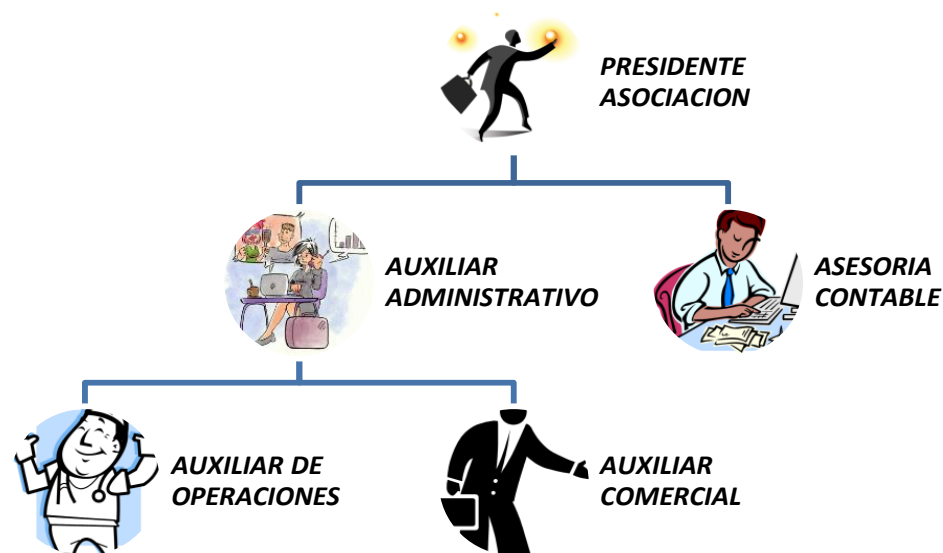 PRESIDENTE
ASOCIACION
AUXILIAR
ADMINISTRATIVO
ASESORIA
CONTABLE
AUXILIAR DE
OPERACIONES
AUXILIAR
COMERCIAL